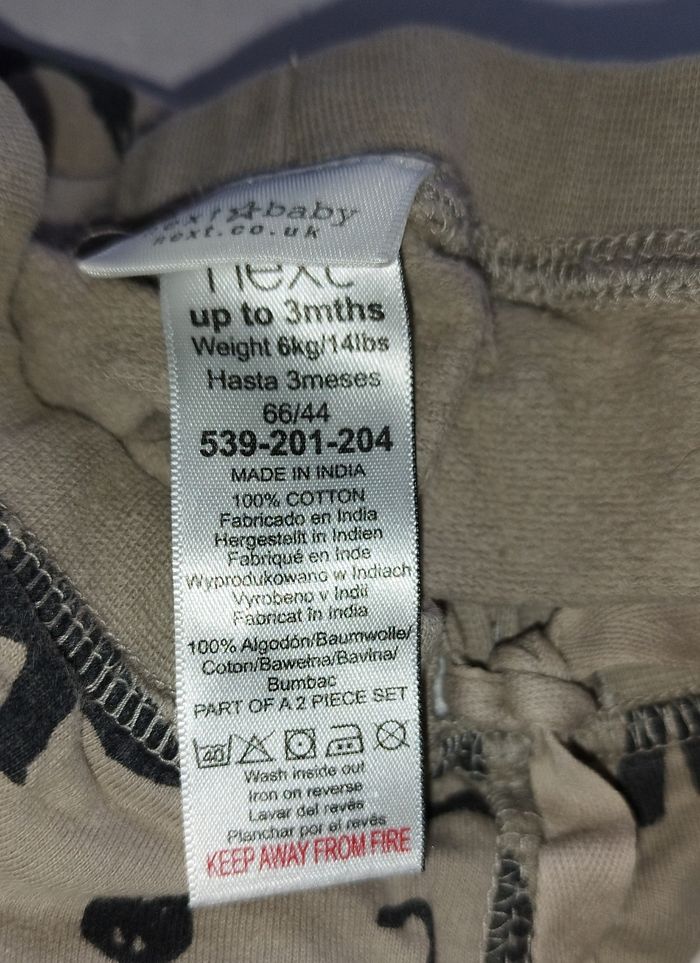 next☆baby
next.co.uk
next
up to 3mths
Weight 6kg/14lbs
Hasta 3meses
66/44
539-201-204
MADE IN INDIA
100% COTTON
Fabricado en India
Hergestellt in Indien
Fabriqué en Inde
Wyprodukowano w Indiach
Vyrobeno v Indii
Fabricat în India
100% Algodón/Baumwolle/
Coton/Bawełna/Bavlna/
Bumbac
PART OF A 2 PIECE SET
40
Wash inside out
Iron on reverse
Lavar del revés
Planchar por el revés
KEEP AWAY FROM FIRE